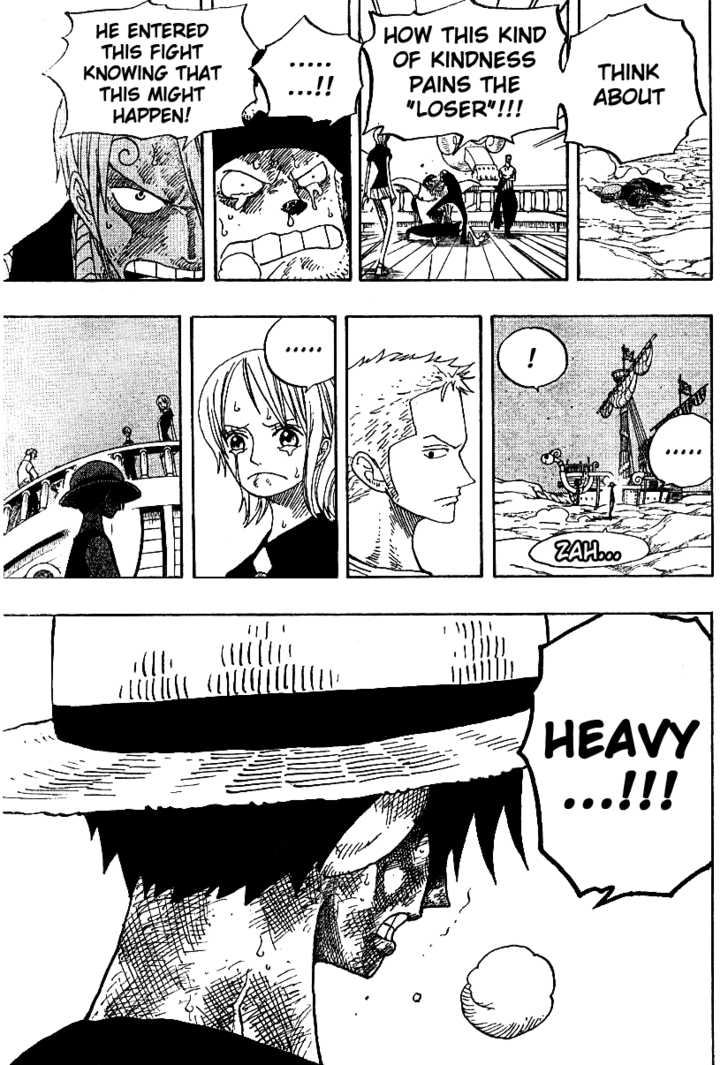 THINK
ABOUT
HOW THIS KIND
OF KINDNESS
PAINS THE
"LOSER"!!!
.....
...!!
HE ENTERED
THIS FIGHT
KNOWING THAT
THIS MIGHT
HAPPEN!
!
.....
ZAH...
.....
HEAVY
...!!!